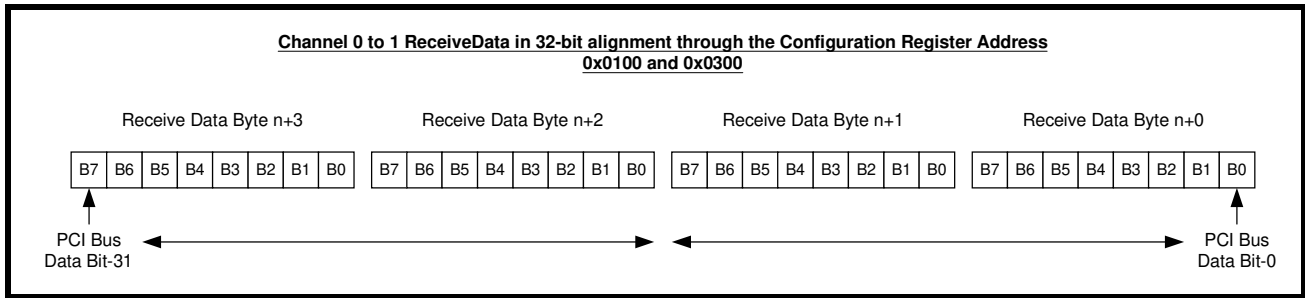 Channel 0 to 1 ReceiveData in 32-bit alignment through the Configuration Register Address
0x0100 and 0x0300
Receive Data Byte n+3 Receive Data Byte n+2 Receive Data Byte n+1 Receive Data Byte n+0
B7 B6 B5 B4 B3 B2 B1 B0 B7 B6 B5 B4 B3 B2 B1 B0 B7 B6 B5 B4 B3 B2 B1 B0 B7 B6 B5 B4 B3 B2 B1 B0
PCI Bus
Data Bit-31
PCI Bus
Data Bit-0